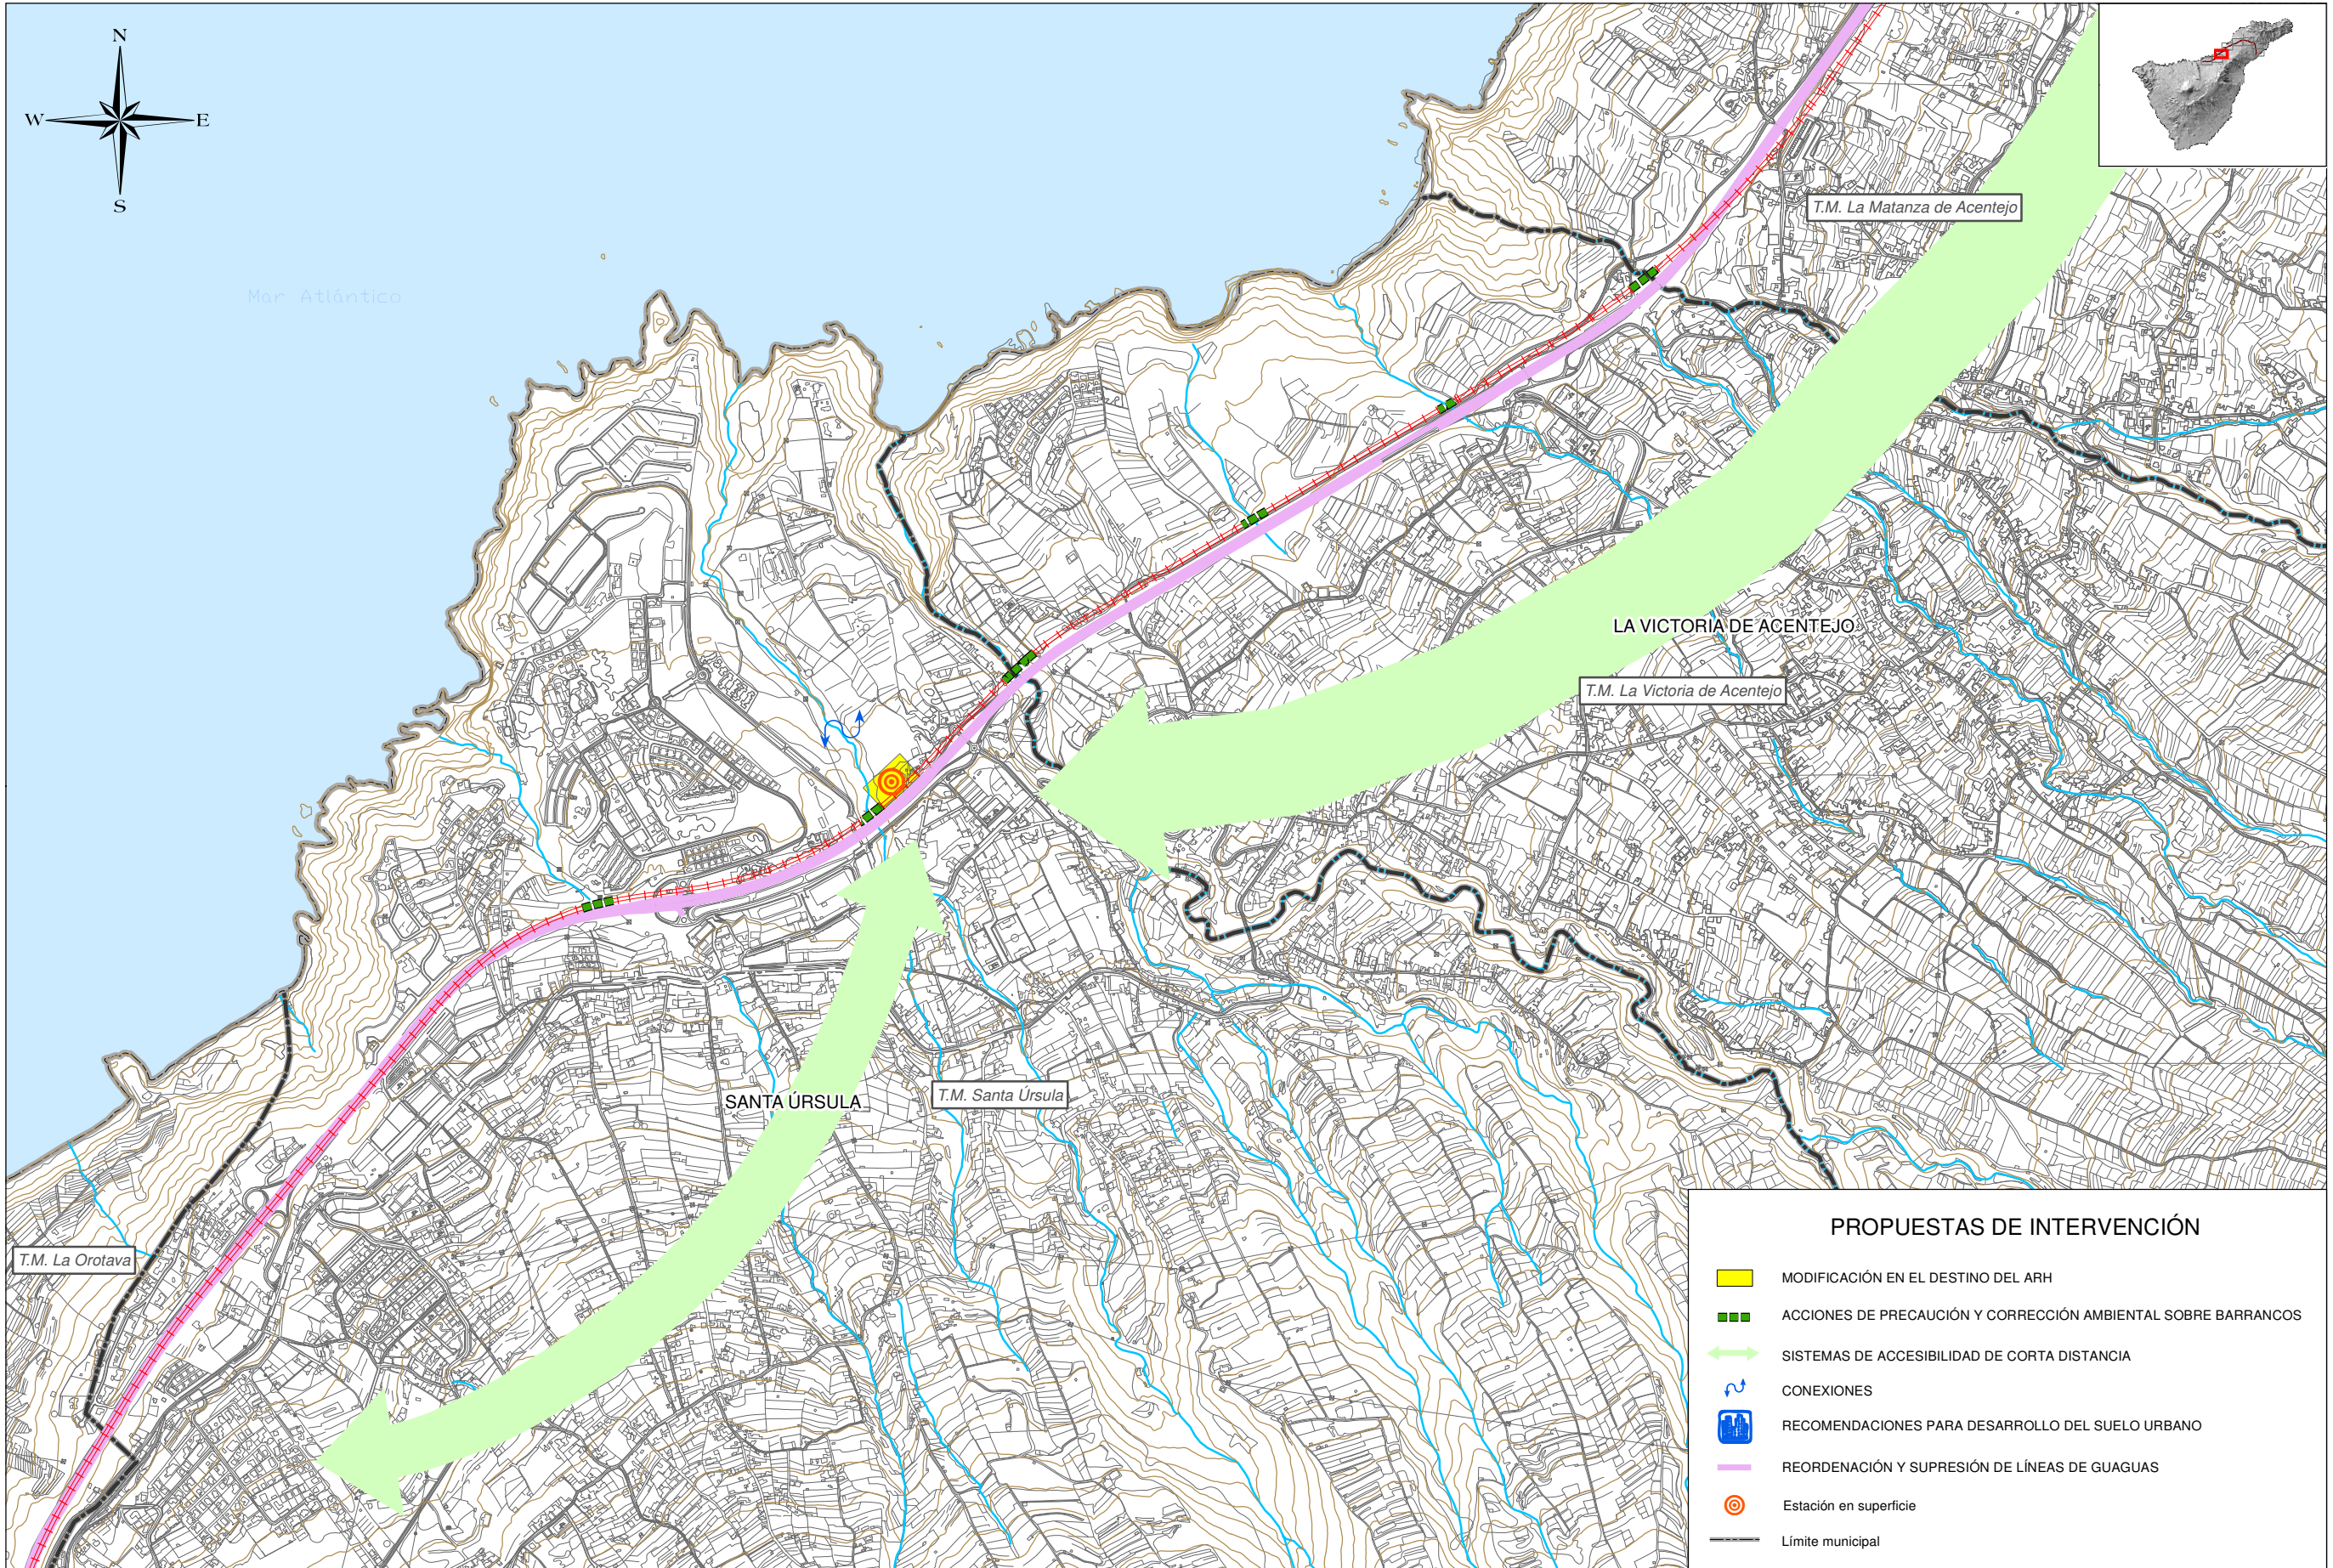 N
W
E
S
Mar Atlántico
T.M. La Matanza de Acentejo
LA VICTORIA DE ACENTEJO
T.M. La Victoria de Acentejo
SANTA ÚRSULA
T.M. Santa Úrsula
T.M. La Orotava
PROPUESTAS DE INTERVENCIÓN
MODIFICACIÓN EN EL DESTINO DEL ARH
ACCIONES DE PRECAUCIÓN Y CORRECCIÓN AMBIENTAL SOBRE BARRANCOS
SISTEMAS DE ACCESIBILIDAD DE CORTA DISTANCIA
CONEXIONES
RECOMENDACIONES PARA DESARROLLO DEL SUELO URBANO
REORDENACIÓN Y SUPRESIÓN DE LÍNEAS DE GUAGUAS
Estación en superficie
Límite municipal